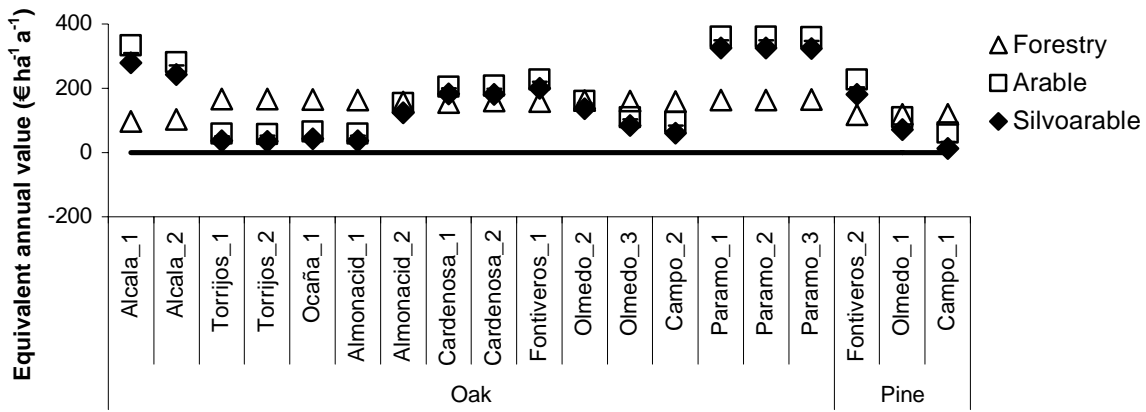 Equivalent annual value (€ ha⁻¹ a⁻¹)
400
200
0
-200
Forestry
Arable
Silvoarable
Alcala_1
Alcala_2
Torrijos_1
Torrijos_2
Ocaña_1
Almonacid_1
Almonacid_2
Cardenosa_1
Cardenosa_2
Fontiveros_1
Olmedo_2
Olmedo_3
Campo_2
Paramo_1
Paramo_2
Paramo_3
Fontiveros_2
Olmedo_1
Campo_1
Oak
Pine